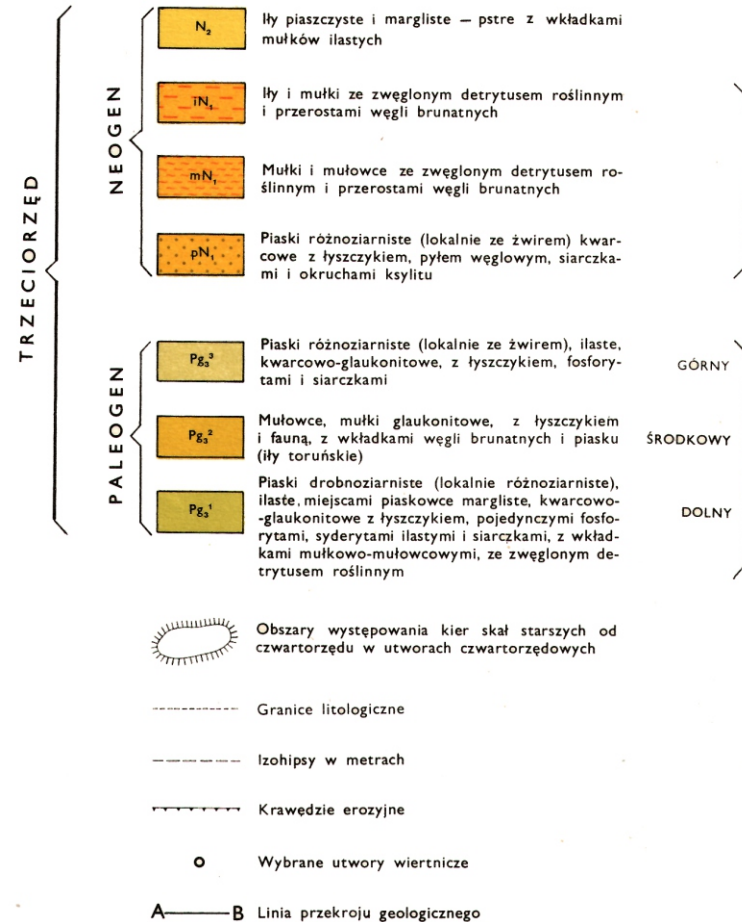 TRZECIORZĘD
NEOGEN
N₂
Iły piaszczyste i margliste — pstre z wkładkami
mułków ilastych
iN₁
Iły i mułki ze zwęglonym detrytusem roślinnym
i przerostami węgli brunatnych
mN₁
Mułki i mułowce ze zwęglonym detrytusem ro-
ślinnym i przerostami węgli brunatnych
pN₁
Piaski różnoziarniste (lokalnie ze żwirem) kwar-
cowe z łyszczykiem, pyłem węglowym, siarczka-
mi i okruchami ksylitu
PALEOGEN
Pg₃³
Piaski różnoziarniste (lokalnie ze żwirem), ilaste,
kwarcowo-glaukonitowe, z łyszczykiem, fosfory-
tami i siarczkami
GÓRNY
Pg₃²
Mułowce, mułki glaukonitowe, z łyszczykiem
i fauną, z wkładkami węgli brunatnych i piasku
(iły toruńskie)
ŚRODKOWY
Pg₃¹
Piaski drobnoziarniste (lokalnie różnoziarniste),
ilaste, miejscami piaskowce margliste, kwarcowo-
-glaukonitowe z łyszczykiem, pojedynczymi fosfo-
rytami, syderytami ilastymi i siarczkami, z wkład-
kami mułkowo-mułowcowymi, ze zwęglonym de-
trytusem roślinnym
DOLNY
Obszary występowania kier skał starszych od
czwartorzędu w utworach czwartorzędowych
Granice litologiczne
Izohipsy w metrach
Krawędzie erozyjne
Wybrane utwory wiertnicze
A B Linia przekroju geologicznego